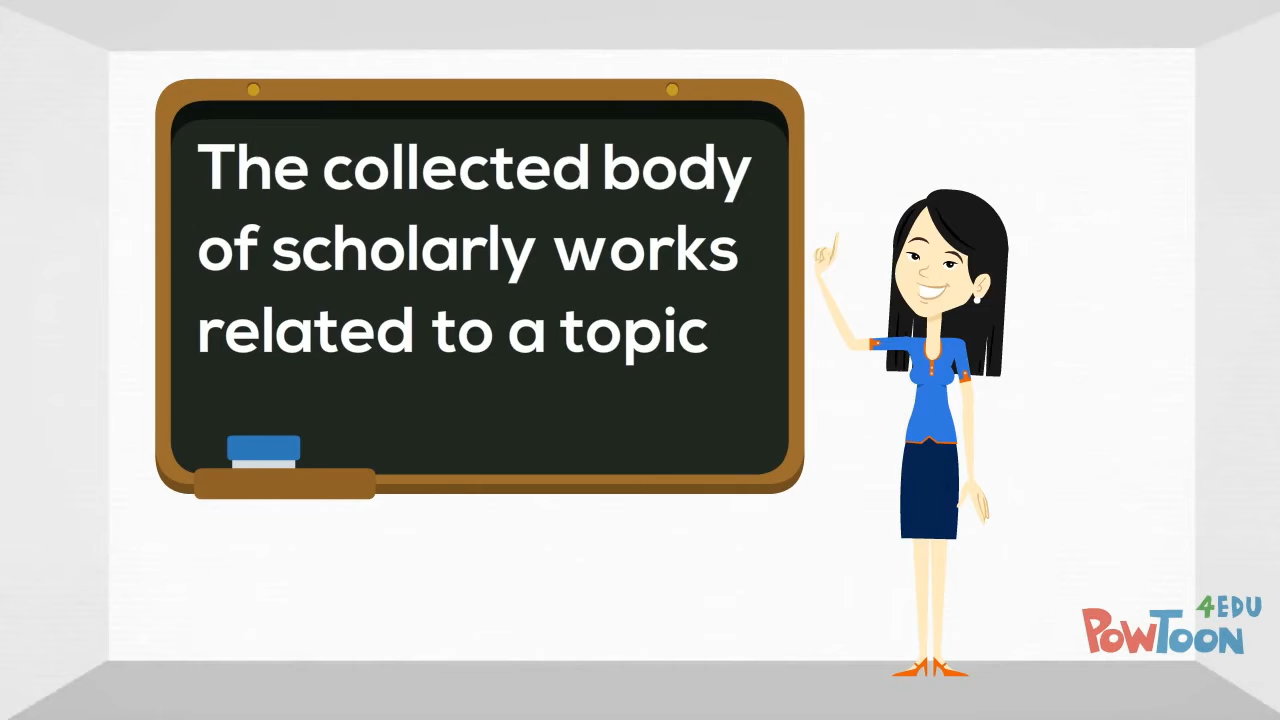 The collected body
of scholarly works
related to a topic
4EDU
PowToon